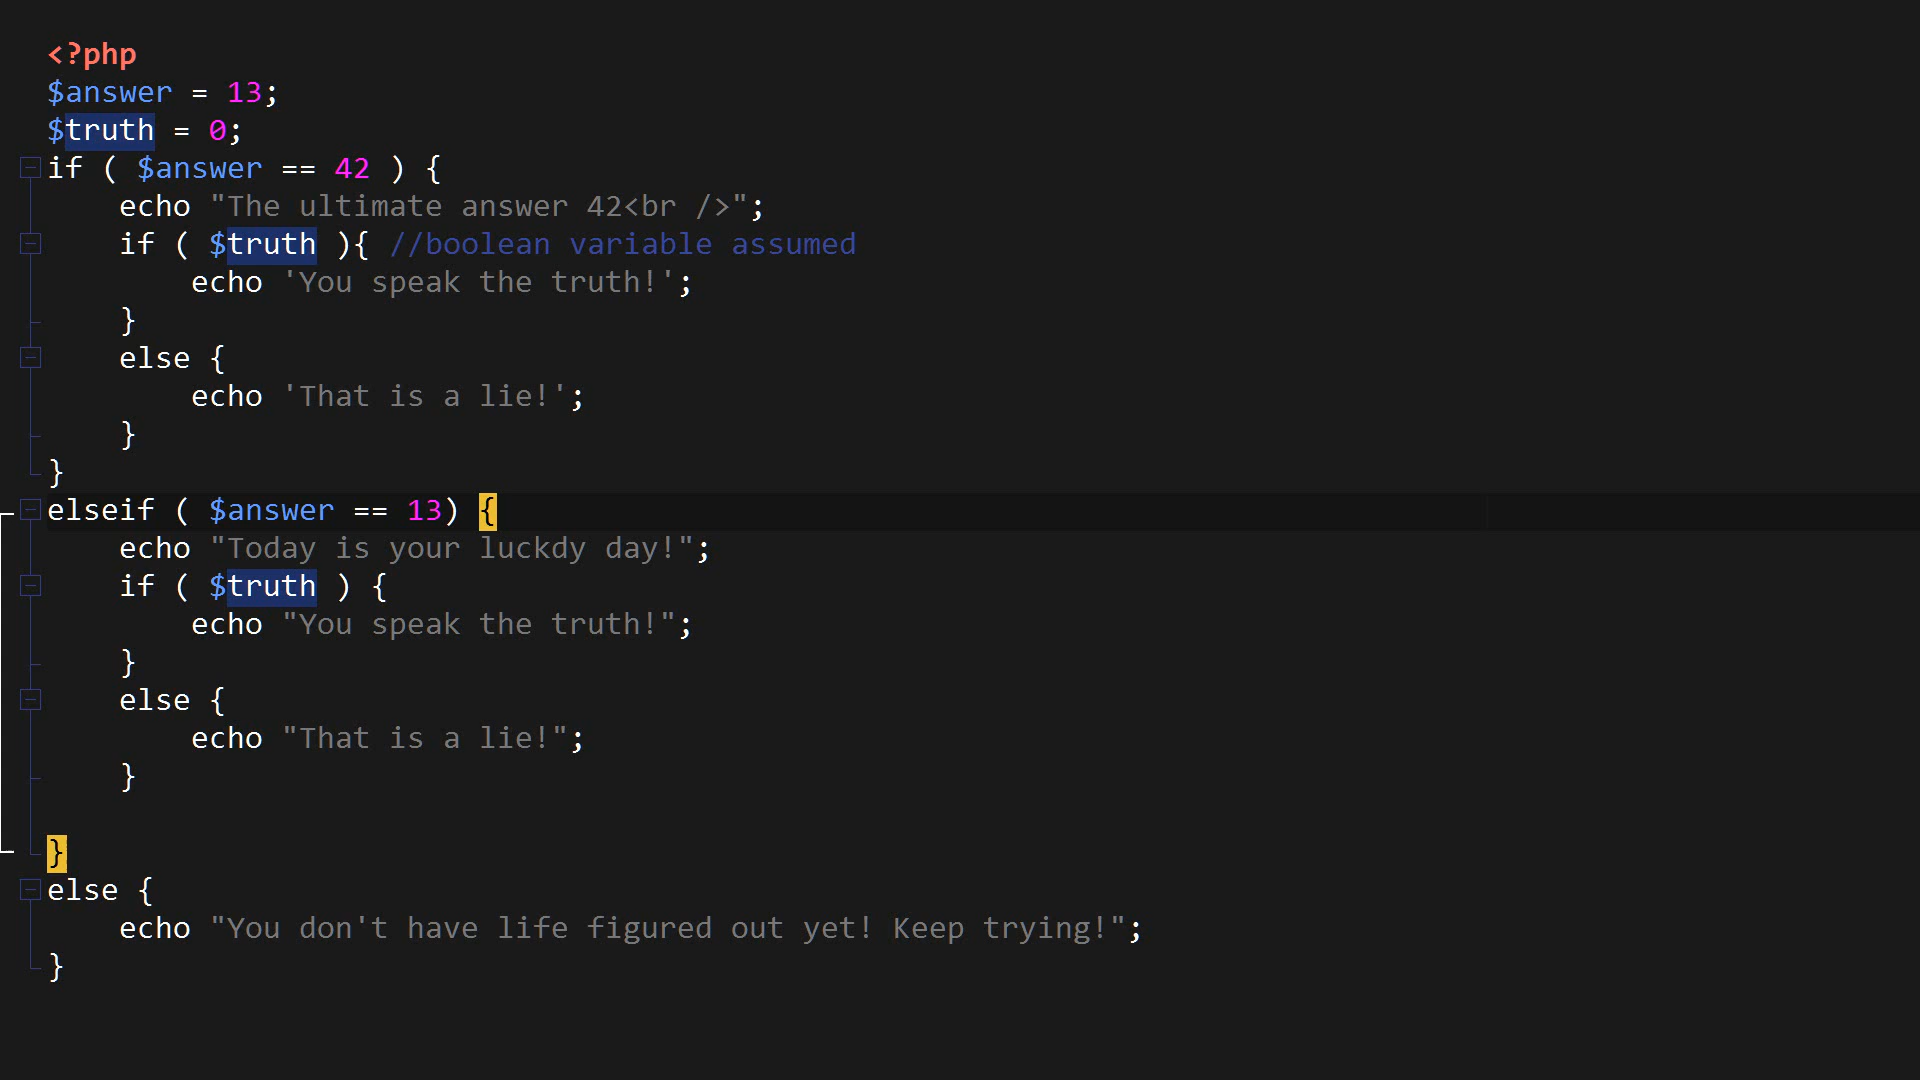 <?php
$answer = 13;
$truth = 0;
if ( $answer == 42 ) {
    echo "The ultimate answer 42<br />";
    if ( $truth ){ //boolean variable assumed
        echo 'You speak the truth!';
    }
    else {
        echo 'That is a lie!';
    }
}
elseif ( $answer == 13) {
    echo "Today is your luckdy day!";
    if ( $truth ) {
        echo "You speak the truth!";
    }
    else {
        echo "That is a lie!";
    }

}
else {
    echo "You don't have life figured out yet! Keep trying!";
}